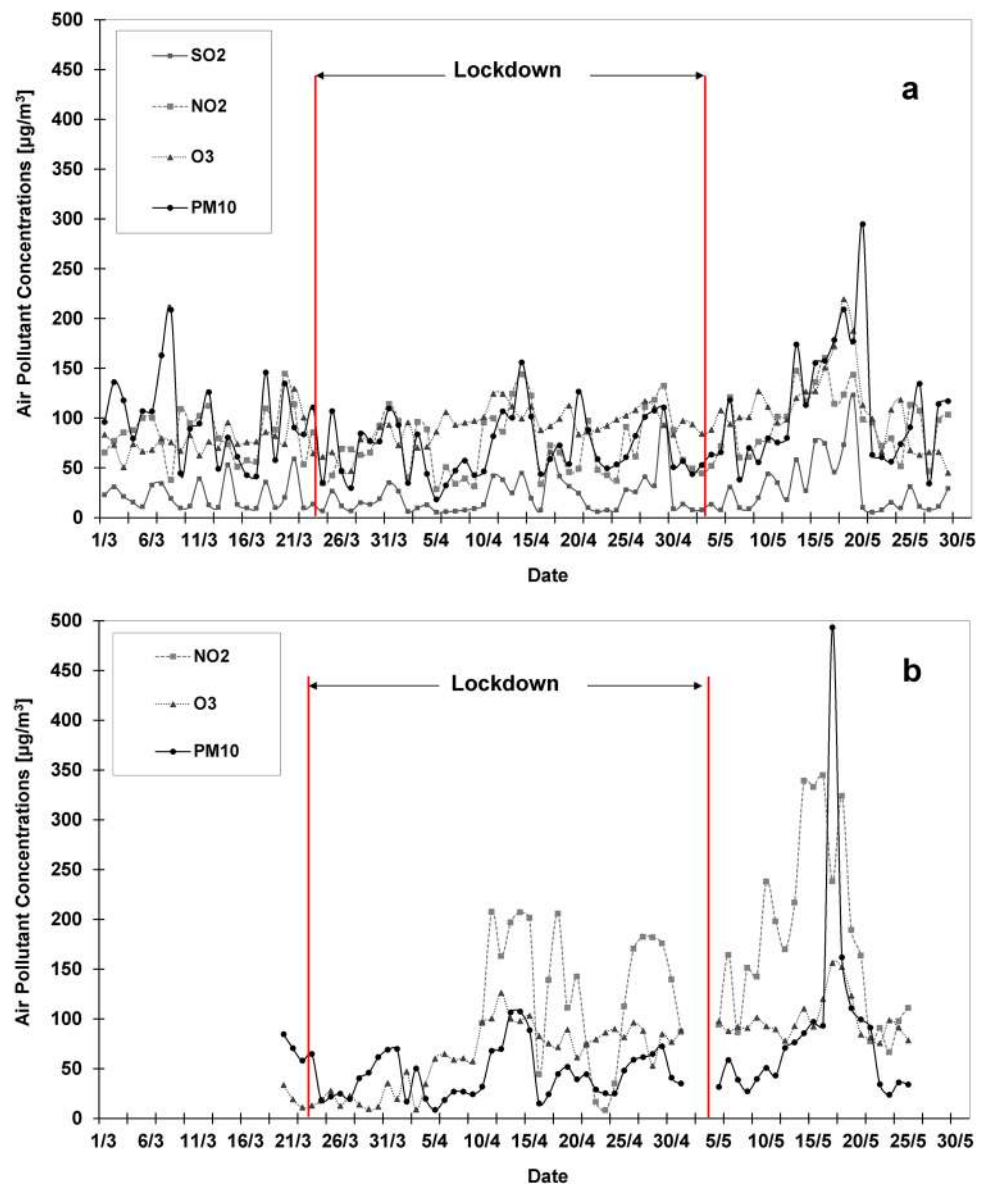 500
450
400
350
300
250
200
150
100
50
0
Air Pollutant Concentrations [µg/m³]
SO2
NO2
O3
PM10
Lockdown
a
1/3 6/3 11/3 16/3 21/3 26/3 31/3 5/4 10/4 15/4 20/4 25/4 30/4 5/5 10/5 15/5 20/5 25/5 30/5
Date
500
450
400
350
300
250
200
150
100
50
0
Air Pollutant Concentrations [µg/m³]
NO2
O3
PM10
Lockdown
b
1/3 6/3 11/3 16/3 21/3 26/3 31/3 5/4 10/4 15/4 20/4 25/4 30/4 5/5 10/5 15/5 20/5 25/5 30/5
Date